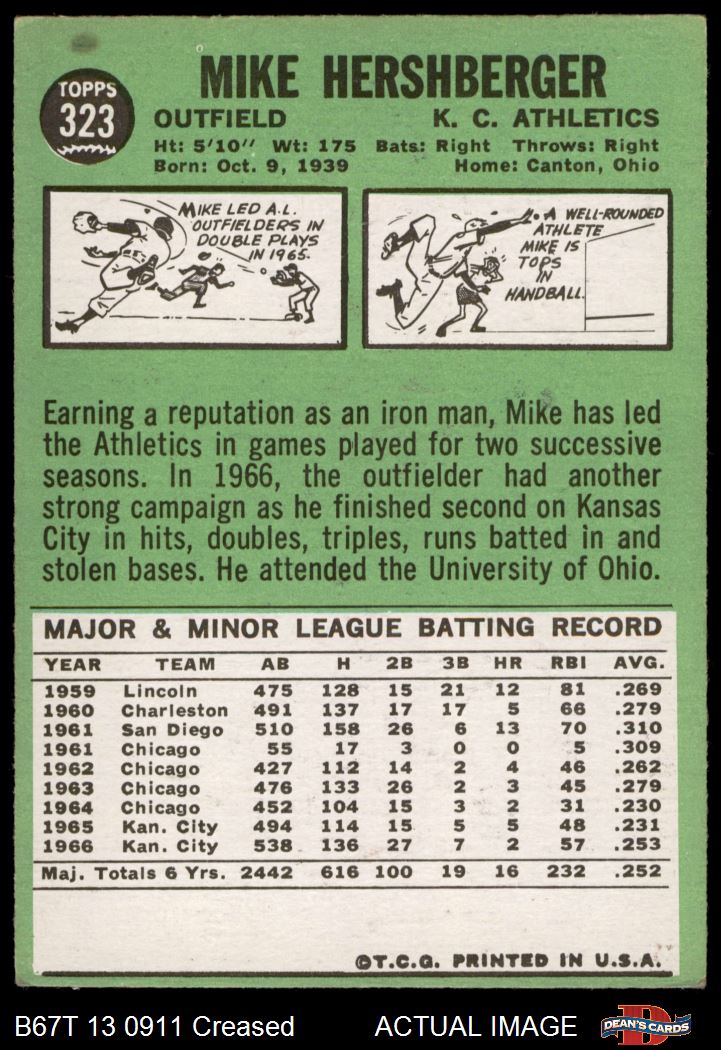 MIKE HERSHBERGER
TOPPS
323
OUTFIELD K. C. ATHLETICS
Ht: 5'10" Wt: 175 Bats: Right Throws: Right
Born: Oct. 9, 1939 Home: Canton, Ohio
MIKE LED A.L.
OUTFIELDERS IN
DOUBLE PLAYS
IN 1965.
A WELL-ROUNDED
ATHLETE
MIKE IS
TOPS
IN
HANDBALL.
Earning a reputation as an iron man, Mike has led
the Athletics in games played for two successive
seasons. In 1966, the outfielder had another
strong campaign as he finished second on Kansas
City in hits, doubles, triples, runs batted in and
stolen bases. He attended the University of Ohio.
MAJOR & MINOR LEAGUE BATTING RECORD
YEAR TEAM AB H 2B 3B HR RBI AVG.
1959 Lincoln 475 128 15 21 12 81 .269
1960 Charleston 491 137 17 17 5 66 .279
1961 San Diego 510 158 26 6 13 70 .310
1961 Chicago 55 17 3 0 0 5 .309
1962 Chicago 427 112 14 2 4 46 .262
1963 Chicago 476 133 26 2 3 45 .279
1964 Chicago 452 104 15 3 2 31 .230
1965 Kan. City 494 114 15 5 5 48 .231
1966 Kan. City 538 136 27 7 2 57 .253
Maj. Totals 6 Yrs. 2442 616 100 19 16 232 .252
©T.C.G. PRINTED IN U.S.A.
B67T 13 0911 Creased ACTUAL IMAGE
DEAN'S CARDS